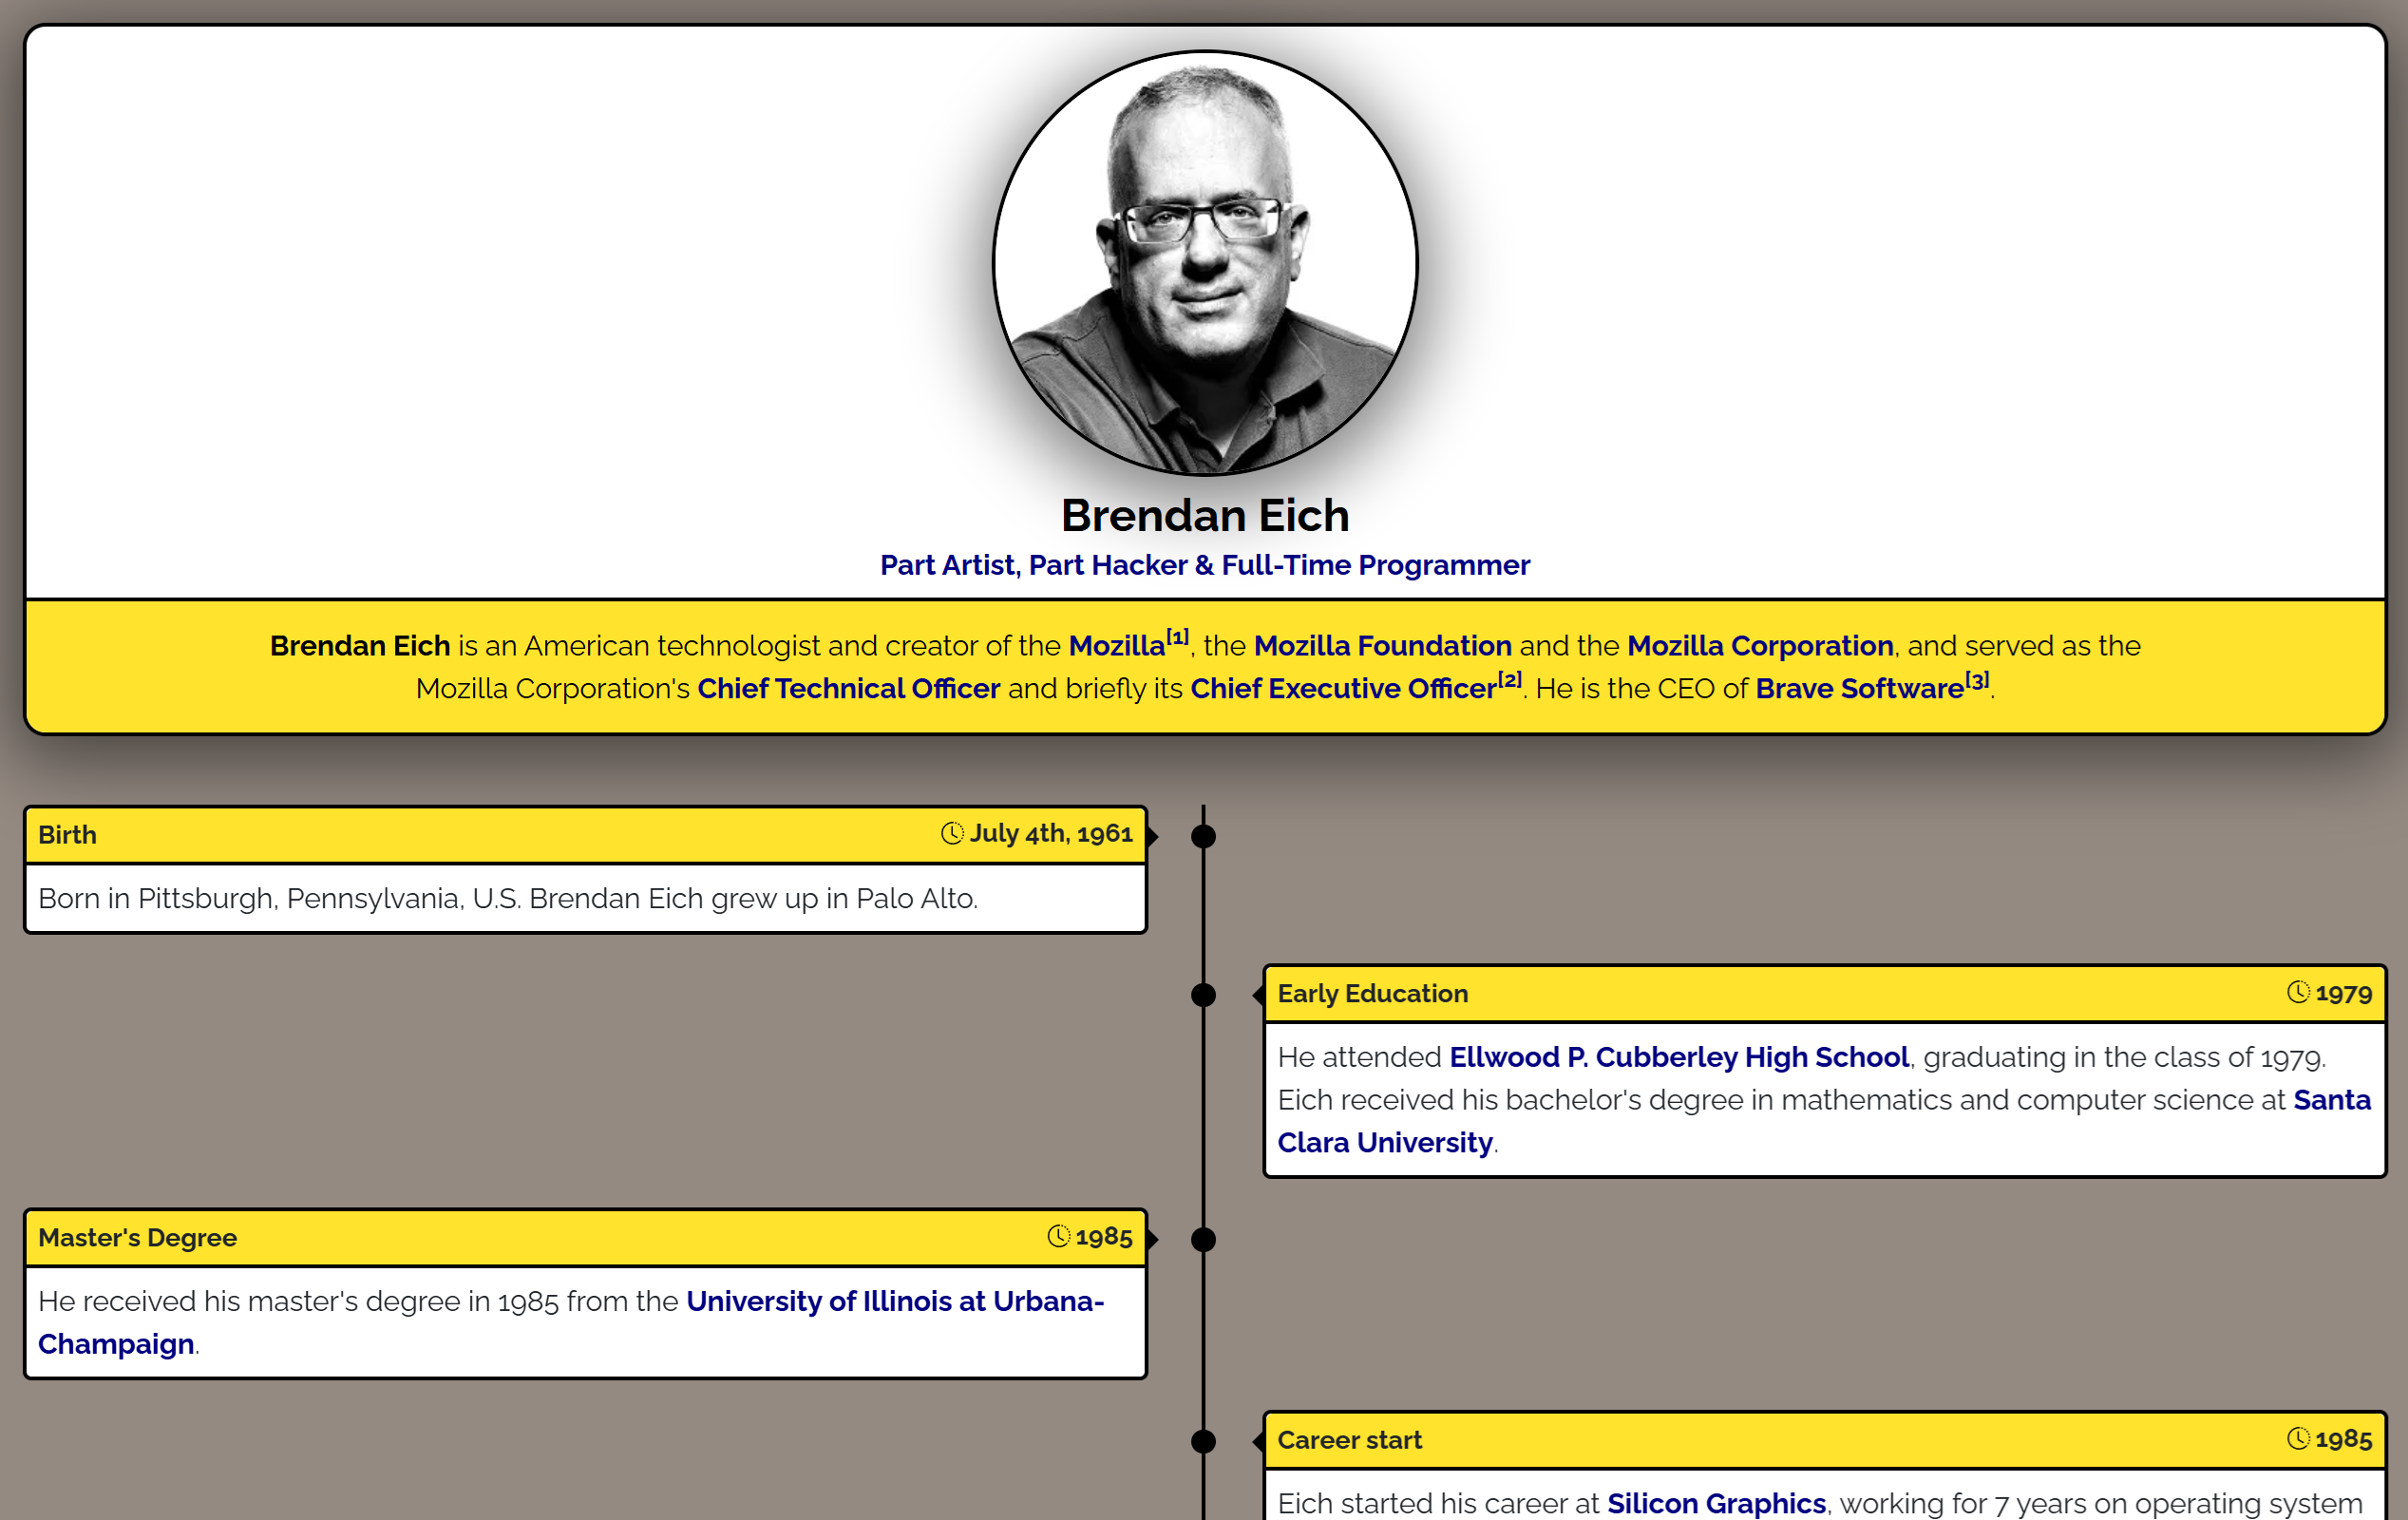 Brendan Eich
Part Artist, Part Hacker & Full-Time Programmer
Brendan Eich is an American technologist and creator of the Mozilla[1], the Mozilla Foundation and the Mozilla Corporation, and served as the
Mozilla Corporation's Chief Technical Officer and briefly its Chief Executive Officer[2]. He is the CEO of Brave Software[3].
Birth
July 4th, 1961
Born in Pittsburgh, Pennsylvania, U.S. Brendan Eich grew up in Palo Alto.
Early Education
1979
He attended Ellwood P. Cubberley High School, graduating in the class of 1979.
Eich received his bachelor's degree in mathematics and computer science at Santa
Clara University.
Master's Degree
1985
He received his master's degree in 1985 from the University of Illinois at Urbana-
Champaign.
Career start
1985
Eich started his career at Silicon Graphics, working for 7 years on operating system